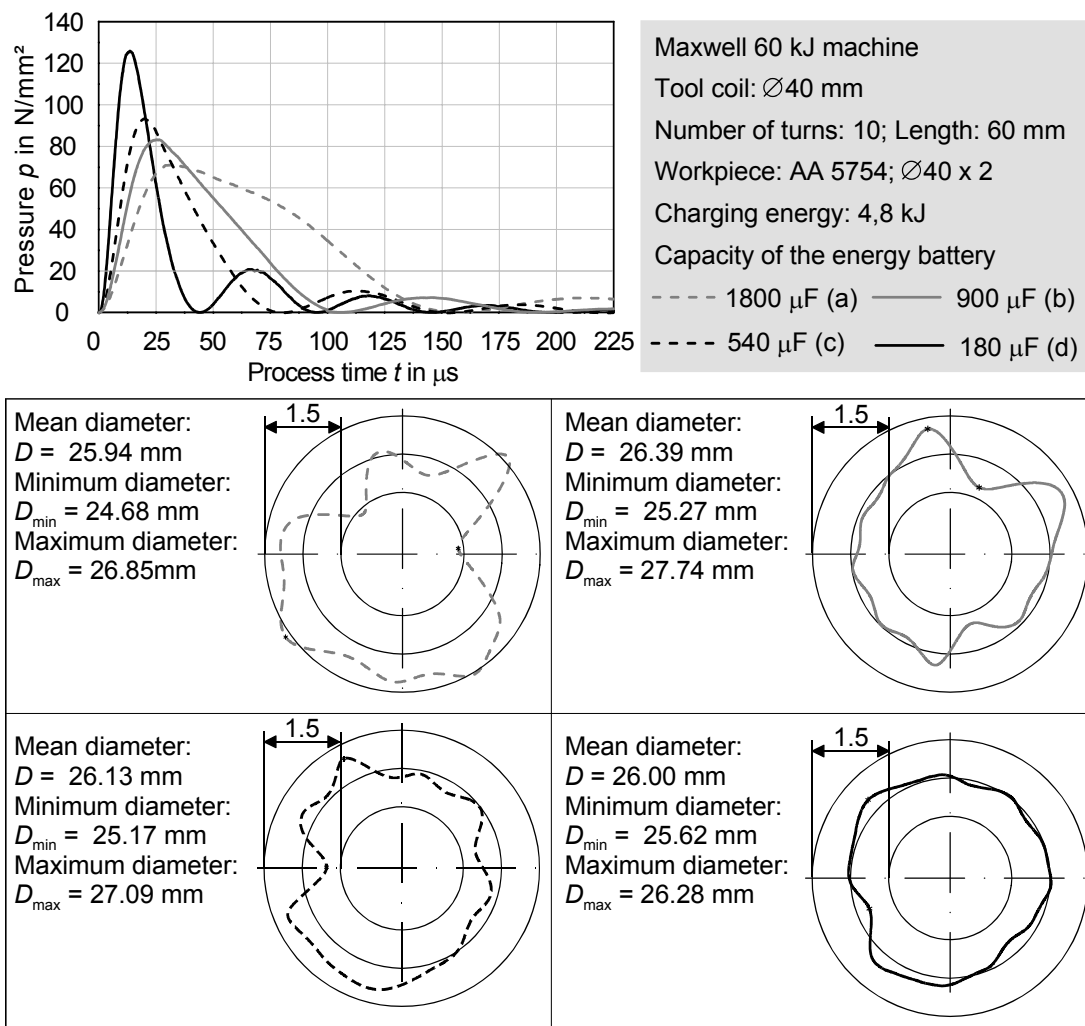 140
120
100
80
60
40
20
0
Pressure p in N/mm²
0 25 50 75 100 125 150 175 200 225
Process time t in μs
Maxwell 60 kJ machine
Tool coil: ∅40 mm
Number of turns: 10; Length: 60 mm
Workpiece: AA 5754; ∅40 x 2
Charging energy: 4,8 kJ
Capacity of the energy battery
1800 μF (a) 900 μF (b)
540 μF (c) 180 μF (d)
Mean diameter:
D = 25.94 mm
Minimum diameter:
Dmin = 24.68 mm
Maximum diameter:
Dmax = 26.85mm
1.5
Mean diameter:
D = 26.39 mm
Minimum diameter:
Dmin = 25.27 mm
Maximum diameter:
Dmax = 27.74 mm
1.5
Mean diameter:
D = 26.13 mm
Minimum diameter:
Dmin = 25.17 mm
Maximum diameter:
Dmax = 27.09 mm
1.5
Mean diameter:
D = 26.00 mm
Minimum diameter:
Dmin = 25.62 mm
Maximum diameter:
Dmax = 26.28 mm
1.5